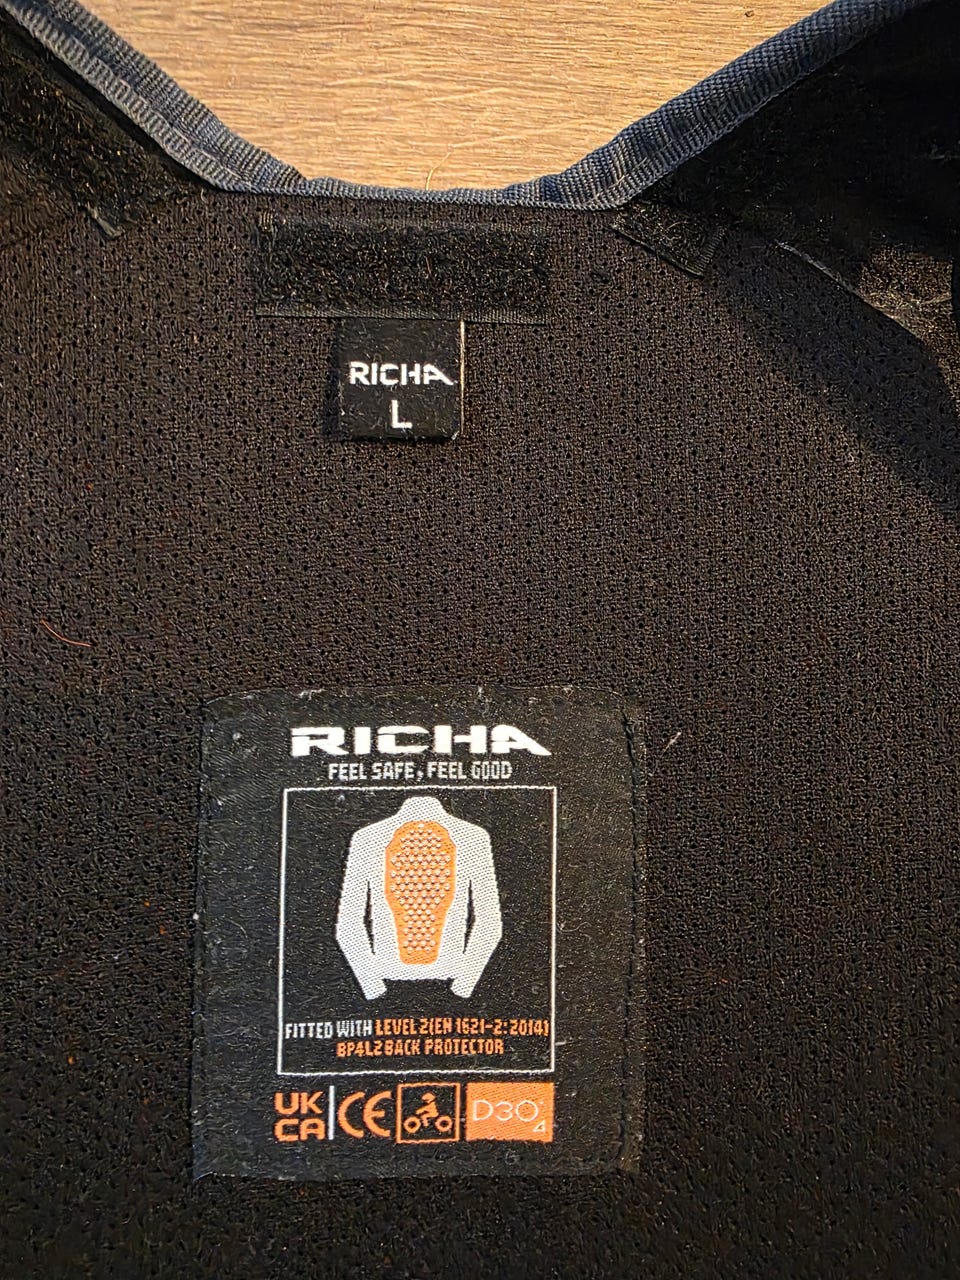 RICHA
L
RICHA
FEEL SAFE, FEEL GOOD
FITTED WITH LEVEL 2(EN 1621-2:2014)
BP4L2 BACK PROTECTOR
UK
CA
CE
D3O
4